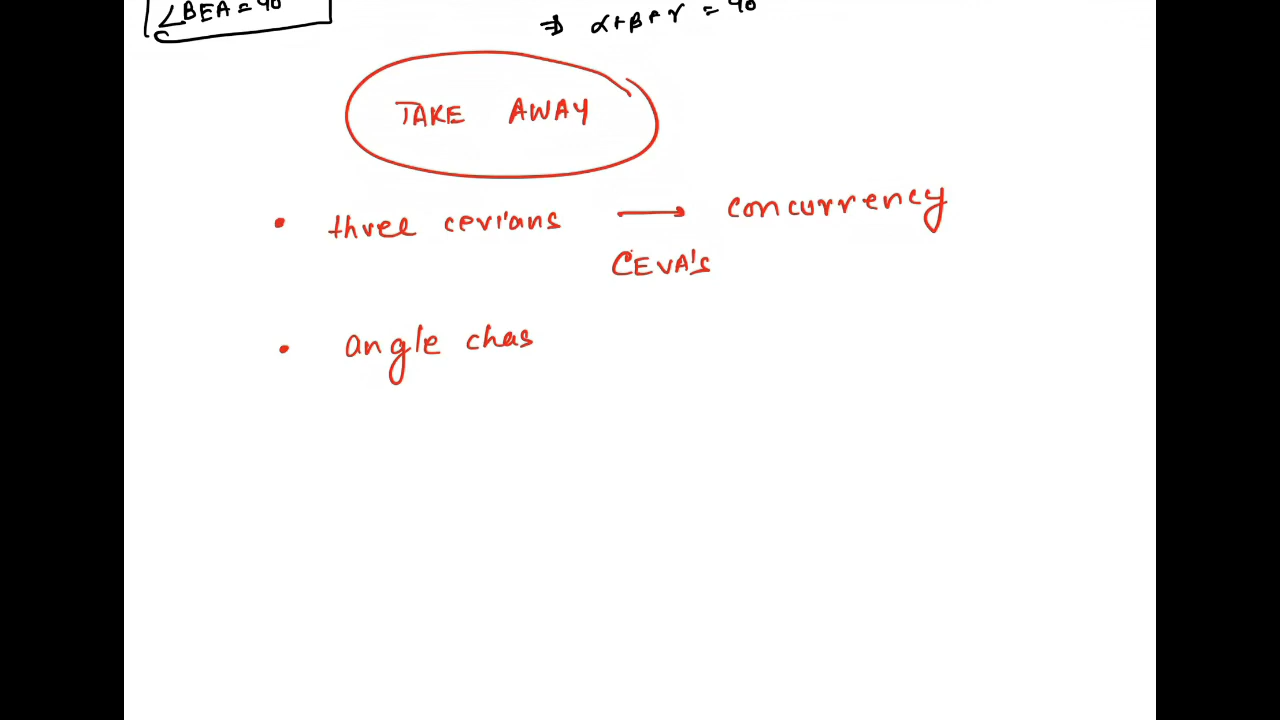 ∠BEA = 90
⇒ α+β+γ = 90
TAKE AWAY
• three cevians → concurrency
CEVA's
• angle chas